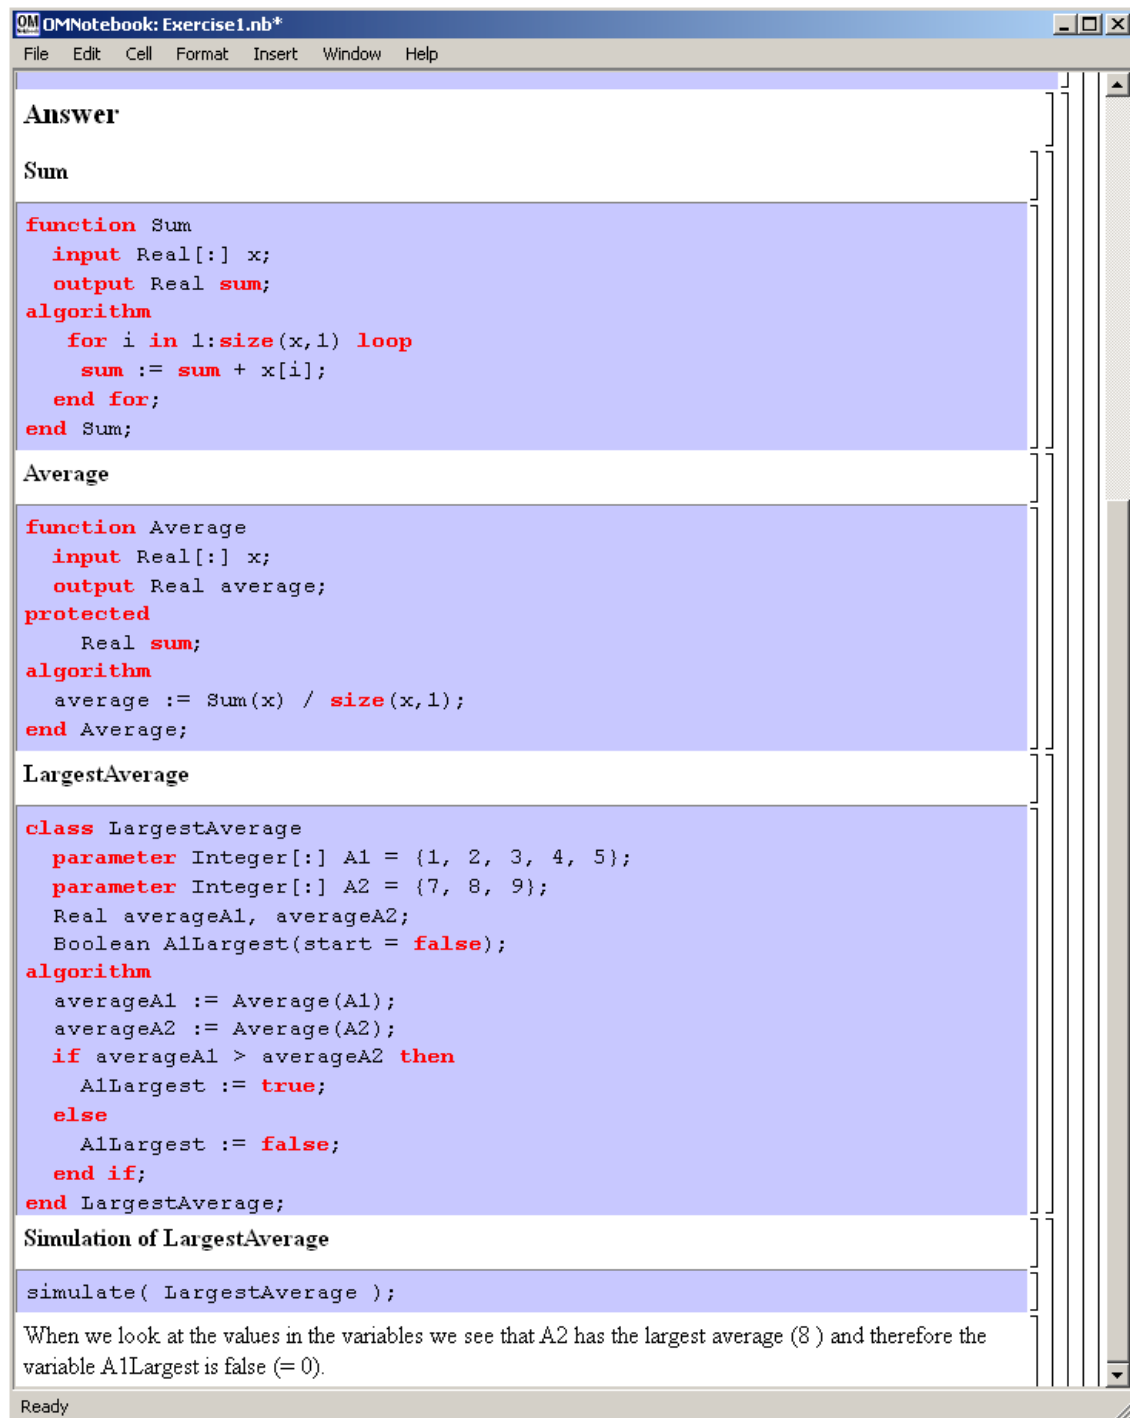 OMNotebook: Exercise1.nb*
File Edit Cell Format Insert Window Help
Answer
Sum
function Sum
  input Real[:] x;
  output Real sum;
algorithm
   for i in 1:size(x,1) loop
    sum := sum + x[i];
  end for;
end Sum;
Average
function Average
  input Real[:] x;
  output Real average;
protected
    Real sum;
algorithm
  average := Sum(x) / size(x,1);
end Average;
LargestAverage
class LargestAverage
  parameter Integer[:] A1 = {1, 2, 3, 4, 5};
  parameter Integer[:] A2 = {7, 8, 9};
  Real averageA1, averageA2;
  Boolean A1Largest(start = false);
algorithm
  averageA1 := Average(A1);
  averageA2 := Average(A2);
  if averageA1 > averageA2 then
    A1Largest := true;
  else
    A1Largest := false;
  end if;
end LargestAverage;
Simulation of LargestAverage
simulate( LargestAverage );
When we look at the values in the variables we see that A2 has the largest average (8 ) and therefore the
variable A1Largest is false (= 0).
Ready